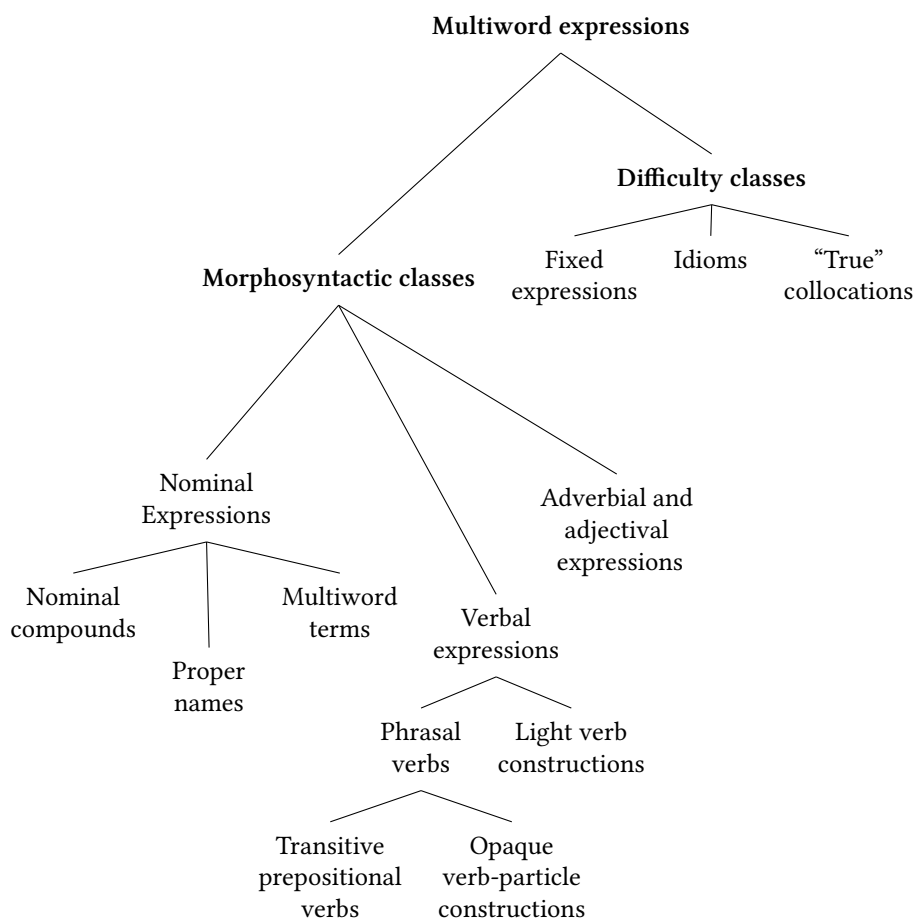 Multiword expressions
Difficulty classes
Fixed
expressions
Idioms
“True”
collocations
Morphosyntactic classes
Nominal
Expressions
Adverbial and
adjectival
expressions
Nominal
compounds
Multiword
terms
Proper
names
Verbal
expressions
Phrasal
verbs
Light verb
constructions
Transitive
prepositional
verbs
Opaque
verb-particle
constructions